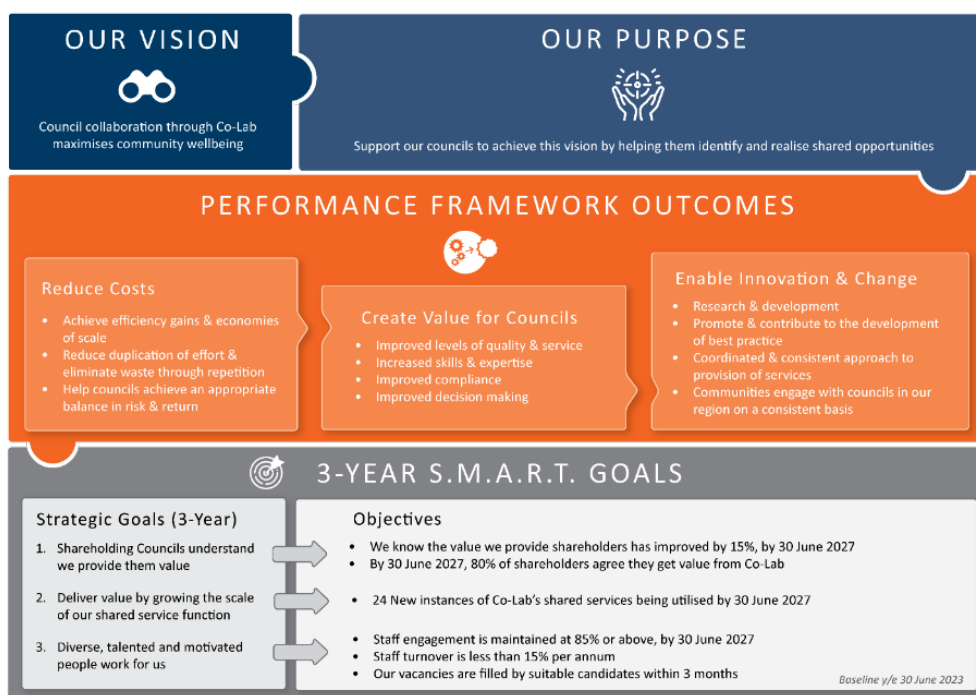 OUR VISION
Council collaboration through Co-Lab
maximises community wellbeing
OUR PURPOSE
Support our councils to achieve this vision by helping them identify and realise shared opportunities
PERFORMANCE FRAMEWORK OUTCOMES
Reduce Costs
• Achieve efficiency gains & economies
of scale
• Reduce duplication of effort &
eliminate waste through repetition
• Help councils achieve an appropriate
balance in risk & return
Create Value for Councils
• Improved levels of quality & service
• Increased skills & expertise
• Improved compliance
• Improved decision making
Enable Innovation & Change
• Research & development
• Promote & contribute to the development
of best practice
• Coordinated & consistent approach to
provision of services
• Communities engage with councils in our
region on a consistent basis
3-YEAR S.M.A.R.T. GOALS
Strategic Goals (3-Year)
1. Shareholding Councils understand
we provide them value
2. Deliver value by growing the scale
of our shared service function
3. Diverse, talented and motivated
people work for us
Objectives
• We know the value we provide shareholders has improved by 15%, by 30 June 2027
• By 30 June 2027, 80% of shareholders agree they get value from Co-Lab
• 24 New instances of Co-Lab's shared services being utilised by 30 June 2027
• Staff engagement is maintained at 85% or above, by 30 June 2027
• Staff turnover is less than 15% per annum
• Our vacancies are filled by suitable candidates within 3 months
Baseline y/e 30 June 2023